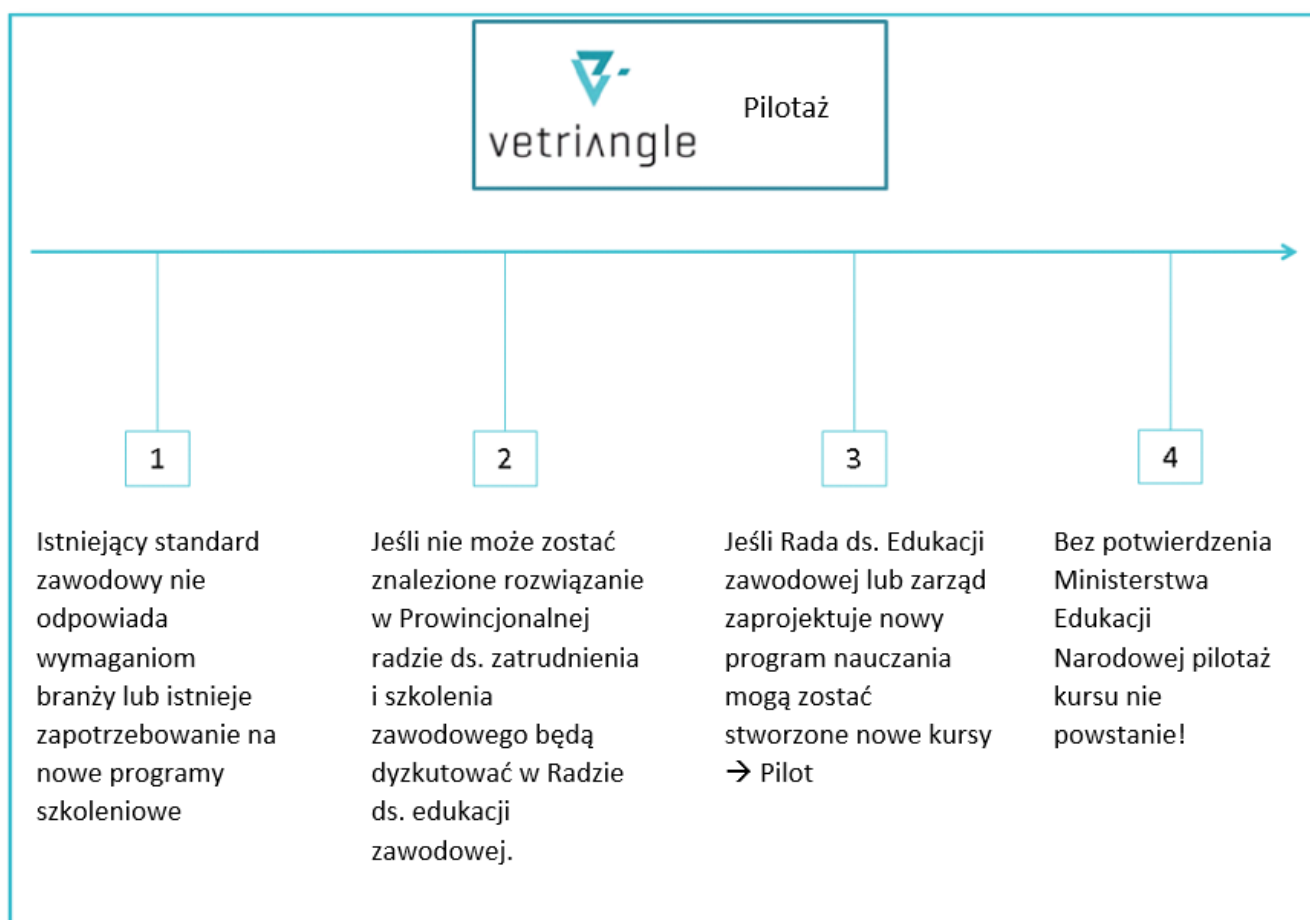 vetriangle
Pilotaż
1
Istniejący standard
zawodowy nie
odpowiada
wymaganiom
branży lub istnieje
zapotrzebowanie na
nowe programy
szkoleniowe
2
Jeśli nie może zostać
znalezione rozwiązanie
w Prowincjonalnej
radzie ds. zatrudnienia
i szkolenia
zawodowego będą
dyzkutować w Radzie
ds. edukacji
zawodowej.
3
Jeśli Rada ds. Edukacji
zawodowej lub zarząd
zaprojektuje nowy
program nauczania
mogą zostać
stworzone nowe kursy
→ Pilot
4
Bez potwierdzenia
Ministerstwa
Edukacji
Narodowej pilotaż
kursu nie
powstanie!